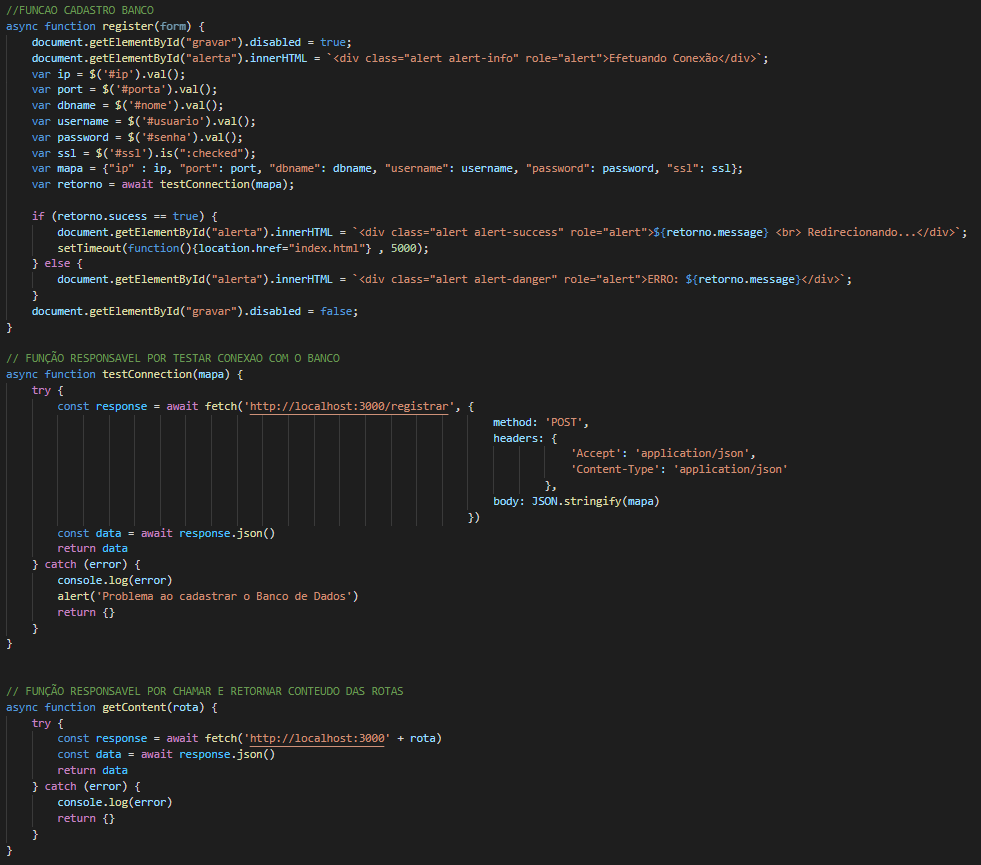 //FUNCAO CADASTRO BANCO
async function register(form) {
    document.getElementById("gravar").disabled = true;
    document.getElementById("alerta").innerHTML = `<div class="alert alert-info" role="alert">Efetuando Conexão</div>`;
    var ip = $('#ip').val();
    var port = $('#porta').val();
    var dbname = $('#nome').val();
    var username = $('#usuario').val();
    var password = $('#senha').val();
    var ssl = $('#ssl').is(":checked");
    var mapa = {"ip" : ip, "port": port, "dbname": dbname, "username": username, "password": password, "ssl": ssl};
    var retorno = await testConnection(mapa);

    if (retorno.sucess == true) {
        document.getElementById("alerta").innerHTML = `<div class="alert alert-success" role="alert">${retorno.message} <br> Redirecionando...</div>`;
        setTimeout(function(){location.href="index.html"} , 5000);
    } else {
        document.getElementById("alerta").innerHTML = `<div class="alert alert-danger" role="alert">ERRO: ${retorno.message}</div>`;
    }
    document.getElementById("gravar").disabled = false;
}

// FUNÇÃO RESPONSAVEL POR TESTAR CONEXAO COM O BANCO
async function testConnection(mapa) {
    try {
        const response = await fetch('http://localhost:3000/registrar', {
                                                                            method: 'POST',
                                                                            headers: {
                                                                                        'Accept': 'application/json',
                                                                                        'Content-Type': 'application/json'
                                                                                    },
                                                                            body: JSON.stringify(mapa)
                                                                        })
        const data = await response.json()
        return data
    } catch (error) {
        console.log(error)
        alert('Problema ao cadastrar o Banco de Dados')
        return {}
    }
}


// FUNÇÃO RESPONSAVEL POR CHAMAR E RETORNAR CONTEUDO DAS ROTAS
async function getContent(rota) {
    try {
        const response = await fetch('http://localhost:3000' + rota)
        const data = await response.json()
        return data
    } catch (error) {
        console.log(error)
        return {}
    }
}